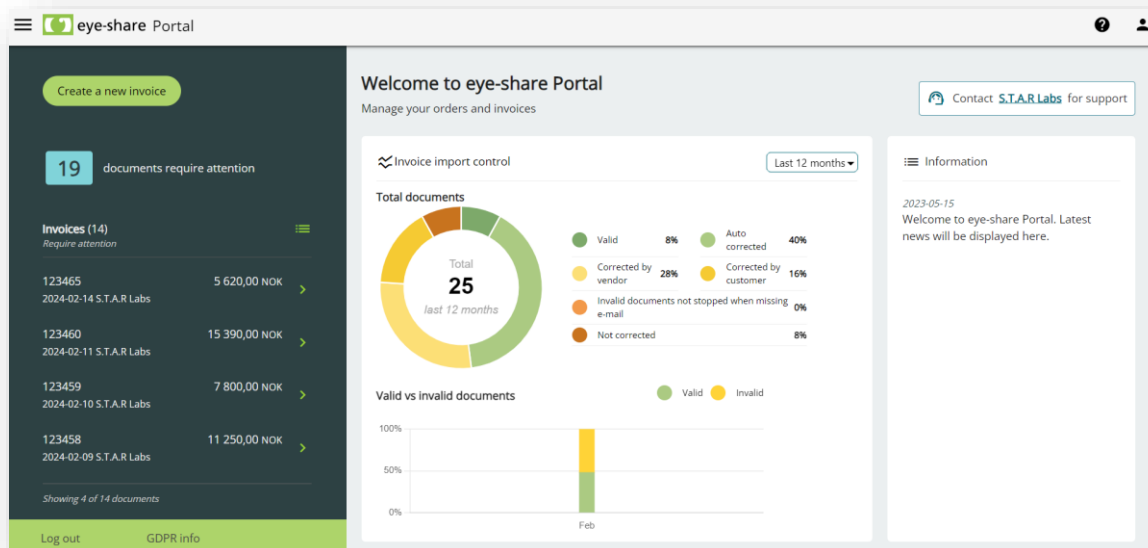 eye-share Portal
Create a new invoice
19 documents require attention
Invoices (14)
Require attention
123465 5 620,00 NOK
2024-02-14 S.T.A.R Labs
123460 15 390,00 NOK
2024-02-11 S.T.A.R Labs
123459 7 800,00 NOK
2024-02-10 S.T.A.R Labs
123458 11 250,00 NOK
2024-02-09 S.T.A.R Labs
Showing 4 of 14 documents
Log out GDPR info
Welcome to eye-share Portal
Manage your orders and invoices
Contact S.T.A.R Labs for support
Invoice import control Last 12 months
Total documents
Total
25
last 12 months
Valid 8%
Auto
corrected 40%
Corrected by
vendor 28%
Corrected by
customer 16%
Invalid documents not stopped when missing
e-mail 0%
Not corrected 8%
Valid vs invalid documents
Valid Invalid
100%
50%
0%
Feb
Information
2023-05-15
Welcome to eye-share Portal. Latest
news will be displayed here.